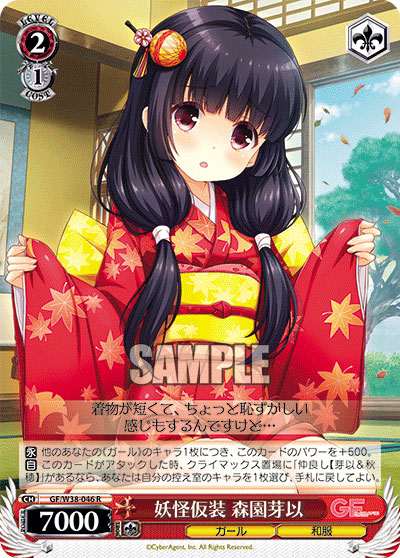 LEVEL
2
1
COST
SAMPLE
着物が短くて、ちょっと恥ずかしい
感じもするんですけど…
永 他のあなたの《ガール》のキャラ1枚につき、このカードのパワーを+500。
自 このカードがアタックした時、クライマックス置場に「仲良し【芽以&秋
穂】」があるなら、あなたは自分の控え室のキャラを1枚選び、手札に戻してよい。
CH GF/W38-046 R
妖怪仮装 森園芽以
GF
7000
ガール
和服
©CyberAgent, Inc. All Rights Reserved.